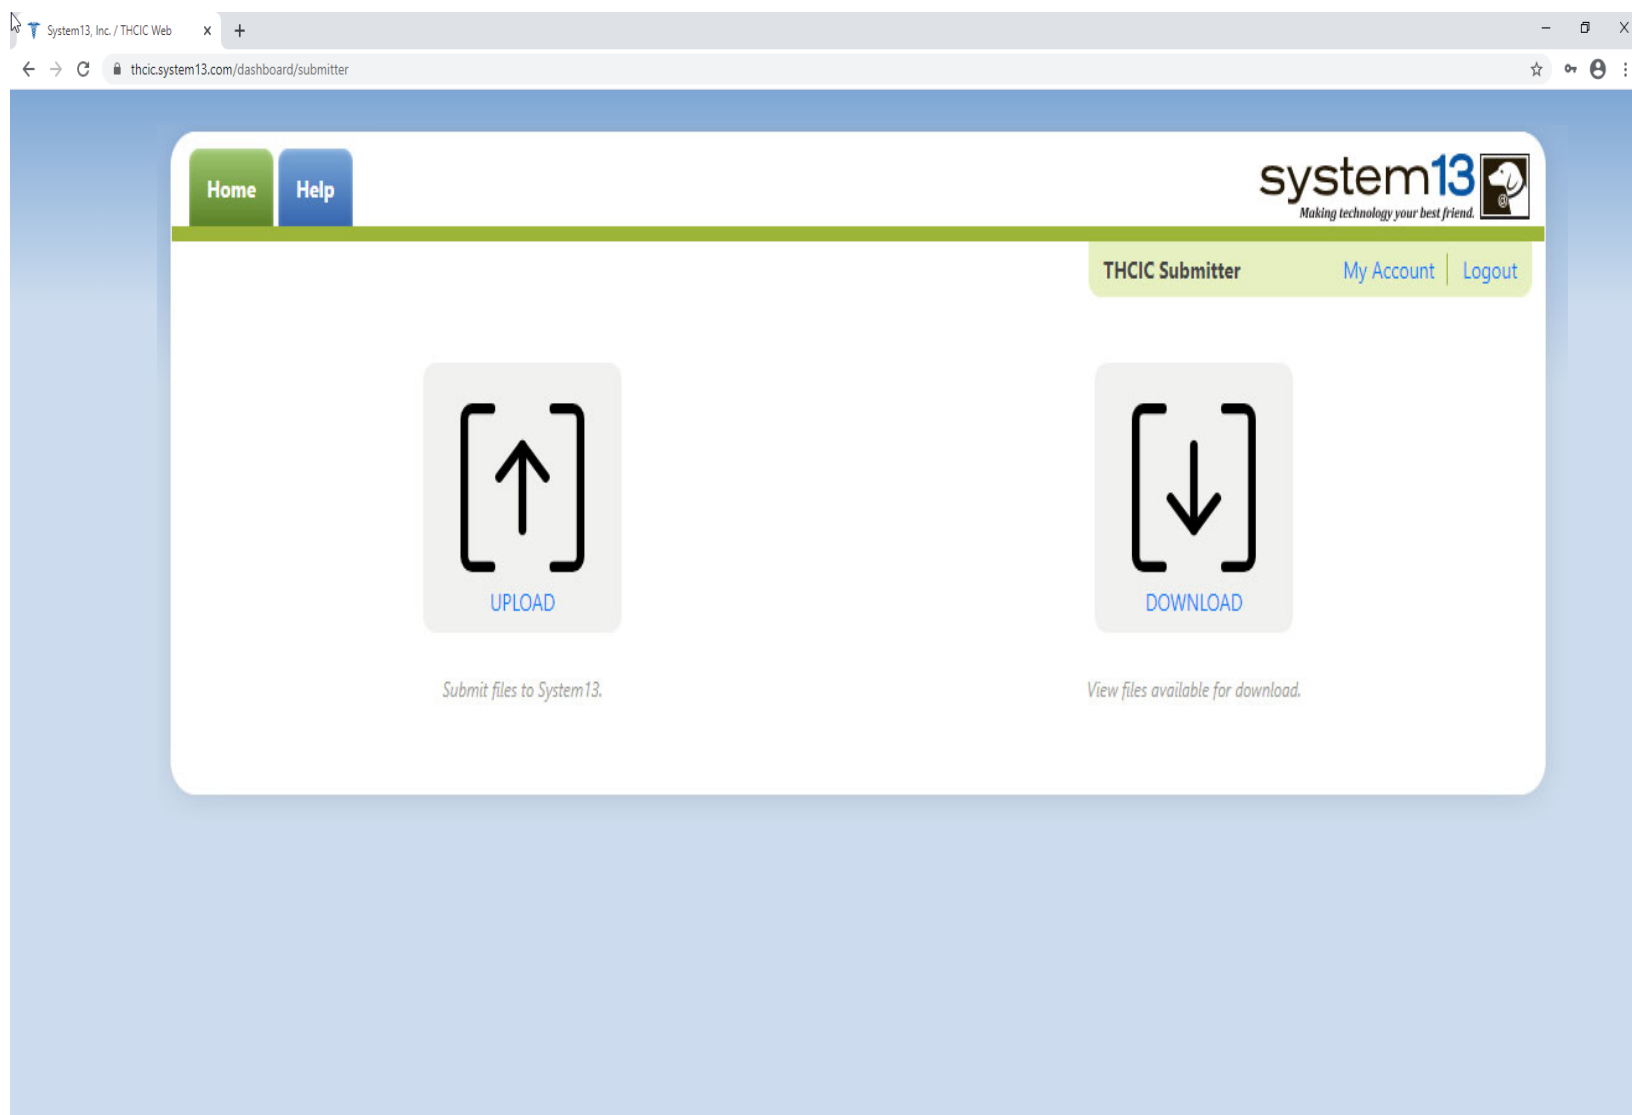 System13, Inc. / THCIC Web
thcic.system13.com/dashboard/submitter
Home
Help
system13
Making technology your best friend.
@
THCIC Submitter
My Account
Logout
UPLOAD
DOWNLOAD
Submit files to System13.
View files available for download.